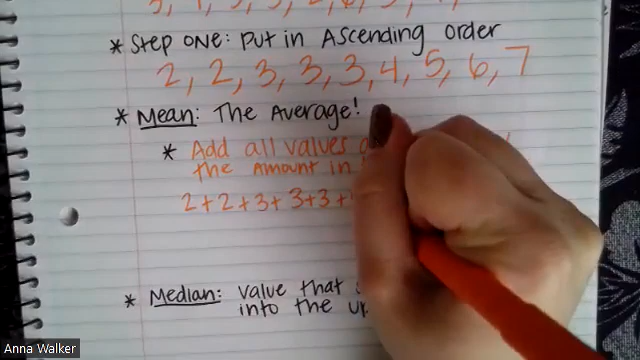 * Step one: Put in Ascending order
2, 2, 3, 3, 3, 4, 5, 6, 7
* Mean: The Average!
* Add all values
the amount in
2+2+3+3+3+
* Median: value that
into the up
Anna Walker